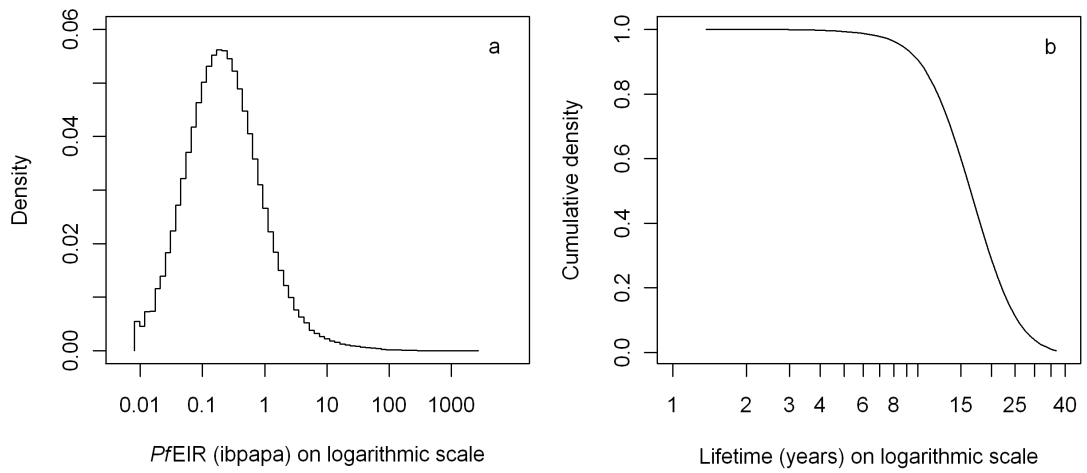 a
0.06
0.04
0.02
0.00
Density
0.01 0.1 1 10 100 1000
PfEIR (ibpapa) on logarithmic scale
b
1.0
0.8
0.6
0.4
0.2
0.0
Cumulative density
1 2 3 4 6 8 15 25 40
Lifetime (years) on logarithmic scale